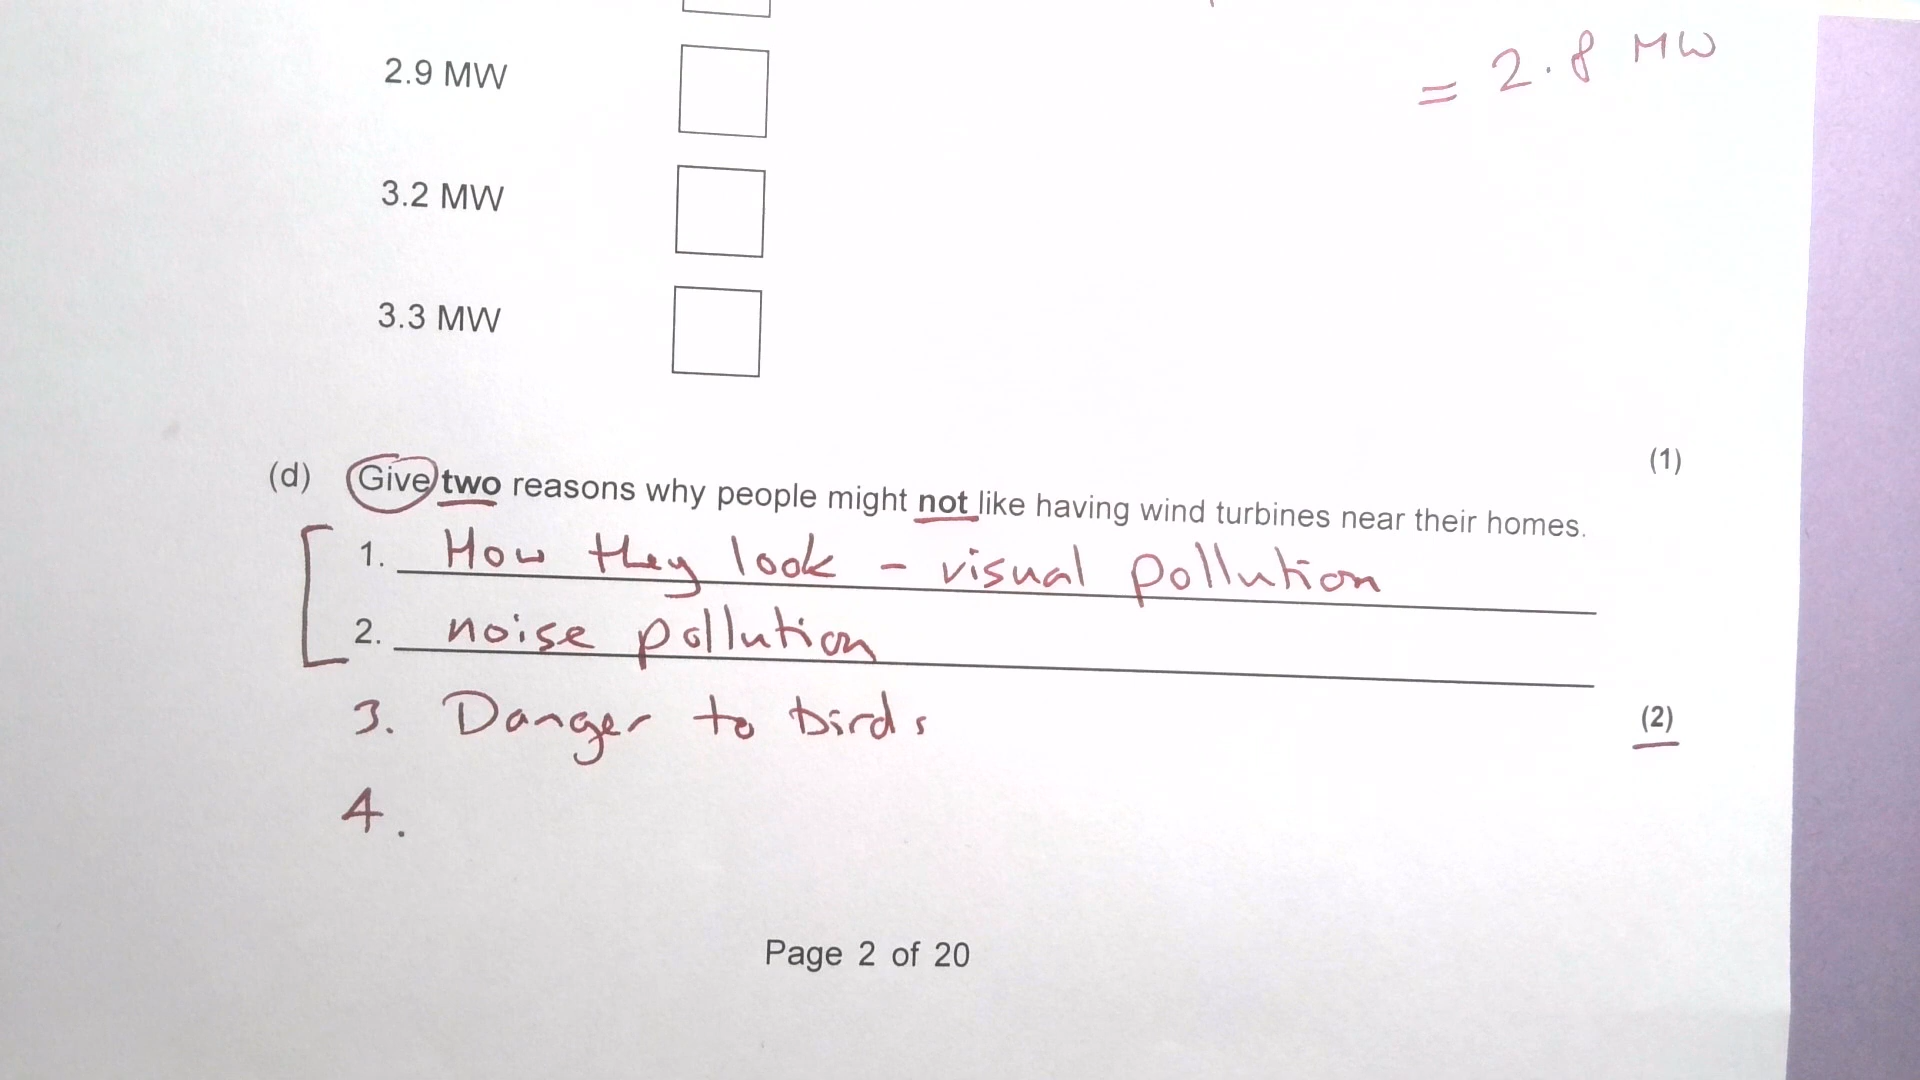 2.9 MW
= 2.8 MW
3.2 MW
3.3 MW
(1)
(d) Give two reasons why people might not like having wind turbines near their homes.
1. How they look - visual pollution
2. noise pollution
3. Danger to birds
(2)
4.
Page 2 of 20